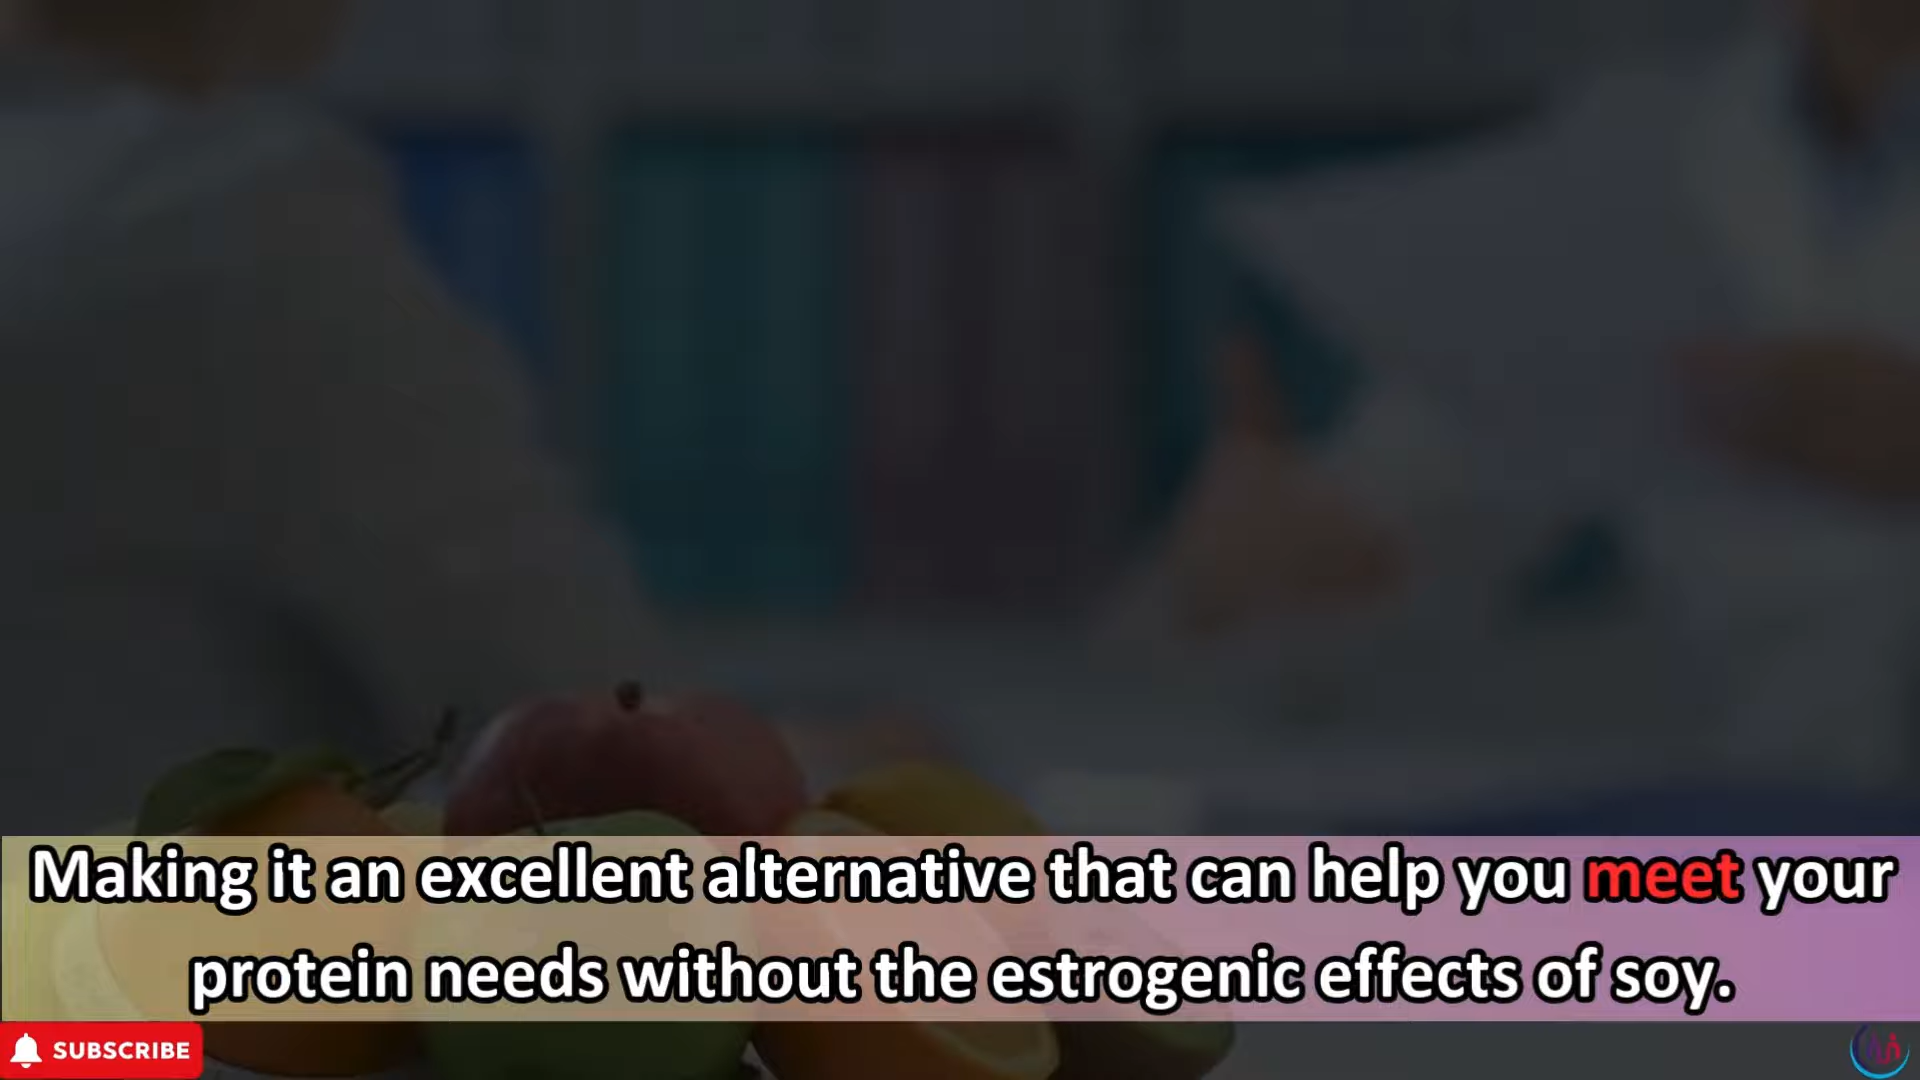 Making it an excellent alternative that can help you meet your
protein needs without the estrogenic effects of soy.
SUBSCRIBE